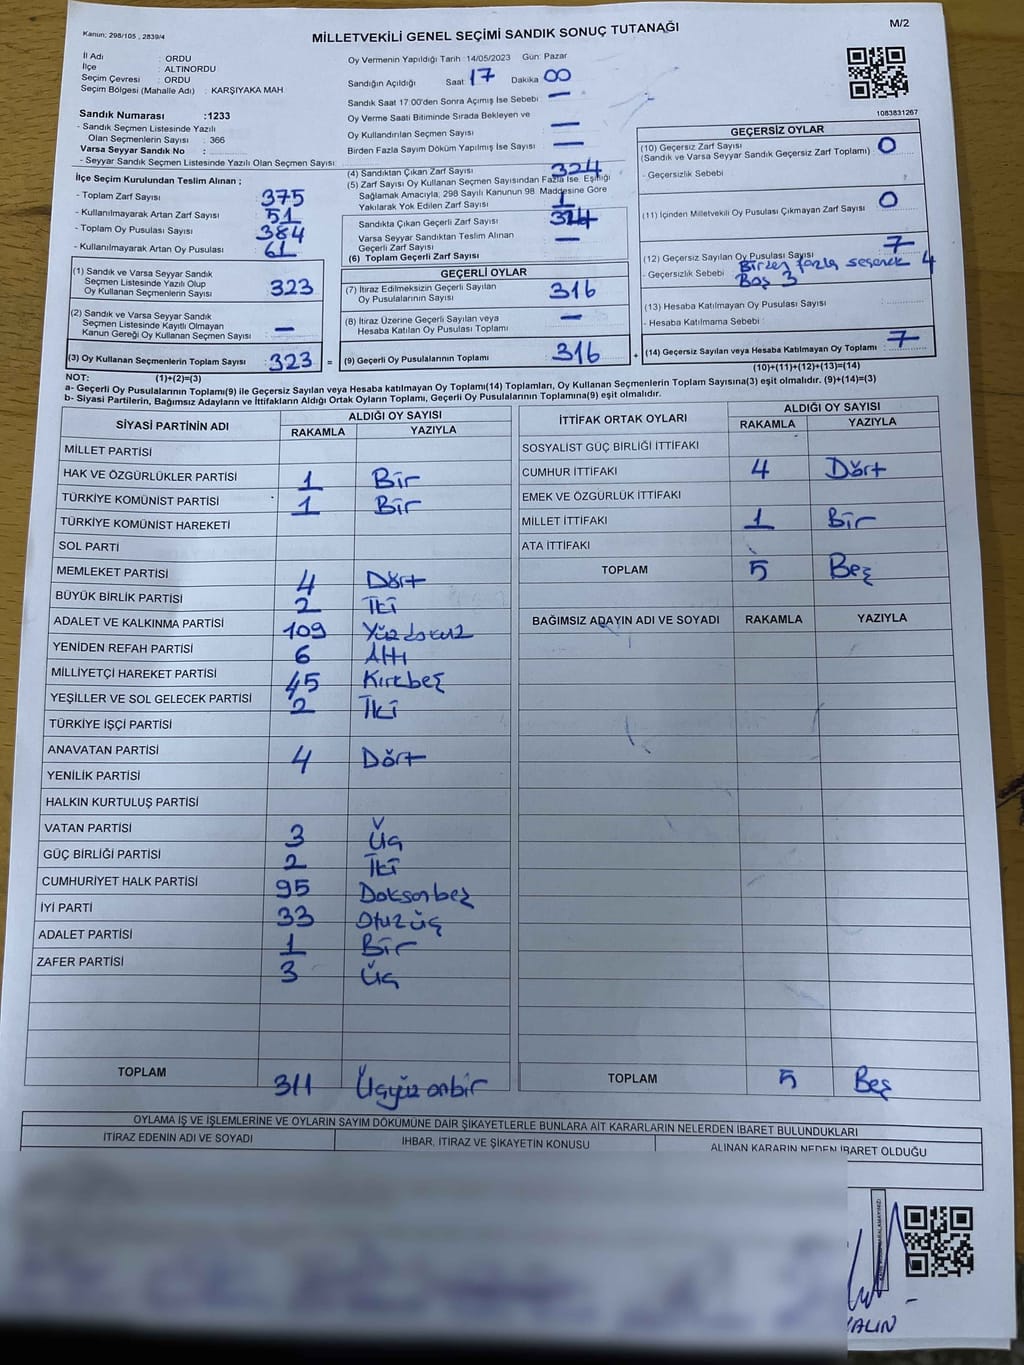 Kanun; 298/105 , 2839/4
MİLLETVEKİLİ GENEL SEÇİMİ SANDIK SONUÇ TUTANAĞI
M/2
İl Adı : ORDU
İlçe : ALTINORDU
Seçim Çevresi : ORDU
Seçim Bölgesi (Mahalle Adı) : KARŞIYAKA MAH
Sandık Numarası :1233
- Sandık Seçmen Listesinde Yazılı
Olan Seçmenlerin Sayısı : 366
Varsa Seyyar Sandık No :
- Seyyar Sandık Seçmen Listesinde Yazılı Olan Seçmen Sayısı :
Oy Vermenin Yapıldığı Tarih :14/05/2023 Gün: Pazar
Sandığın Açıldığı Saat 17 Dakika 00
Sandık Saat 17:00'den Sonra Açımış İse Sebebi —
Oy Verme Saati Bitiminde Sırada Bekleyen ve
Oy Kullandırılan Seçmen Sayısı —
Birden Fazla Sayım Döküm Yapılmış İse Sayısı —
1083831267
İlçe Seçim Kurulundan Teslim Alınan ;
- Toplam Zarf Sayısı 375
- Kullanılmayarak Artan Zarf Sayısı 51
- Toplam Oy Pusulası Sayısı 384
- Kullanılmayarak Artan Oy Pusulası 61
(1) Sandık ve Varsa Seyyar Sandık
Seçmen Listesinde Yazılı Olup
Oy Kullanan Seçmenlerin Sayısı 323
(2) Sandık ve Varsa Seyyar Sandık
Seçmen Listesinde Kayıtlı Olmayan
Kanun Gereği Oy Kullanan Seçmen Sayısı —
(3) Oy Kullanan Seçmenlerin Toplam Sayısı 323 =
(4) Sandıktan Çıkan Zarf Sayısı 324
(5) Zarf Sayısı Oy Kullanan Seçmen Sayısından Fazla İse, Eşitliği
Sağlamak Amacıyla, 298 Sayılı Kanunun 98. Maddesine Göre
Yakılarak Yok Edilen Zarf Sayısı 1
Sandıkta Çıkan Geçerli Zarf Sayısı 324
Varsa Seyyar Sandıktan Teslim Alınan
Geçerli Zarf Sayısı —
(6) Toplam Geçerli Zarf Sayısı
GEÇERLİ OYLAR
(7) İtiraz Edilmeksizin Geçerli Sayılan
Oy Pusulalarının Sayısı 316
(8) İtiraz Üzerine Geçerli Sayılan veya
Hesaba Katılan Oy Pusulası Toplamı —
(9) Geçerli Oy Pusulalarının Toplamı 316 +
GEÇERSİZ OYLAR
(10) Geçersiz Zarf Sayısı
(Sandık ve Varsa Seyyar Sandık Geçersiz Zarf Toplamı) 0
- Geçersizlik Sebebi
(11) İçinden Milletvekili Oy Pusulası Çıkmayan Zarf Sayısı 0
(12) Geçersiz Sayılan Oy Pusulası Sayısı 7
- Geçersizlik Sebebi Birden fazla seçenek 4
Boş 3
(13) Hesaba Katılmayan Oy Pusulası Sayısı
- Hesaba Katılmama Sebebi :
(14) Geçersiz Sayılan veya Hesaba Katılmayan Oy Toplamı : 7
NOT: (1)+(2)=(3)
(10)+(11)+(12)+(13)=(14)
a- Geçerli Oy Pusulalarının Toplamı(9) ile Geçersiz Sayılan veya Hesaba katılmayan Oy Toplamı(14) Toplamları, Oy Kullanan Seçmenlerin Toplam Sayısına(3) eşit olmalıdır. (9)+(14)=(3)
b- Siyasi Partilerin, Bağımsız Adayların ve İttifakların Aldığı Ortak Oyların Toplamı, Geçerli Oy Pusulalarının Toplamına(9) eşit olmalıdır.
SİYASİ PARTİNİN ADI ALDIĞI OY SAYISI
RAKAMLA YAZIYLA
MİLLET PARTİSİ
HAK VE ÖZGÜRLÜKLER PARTİSİ 1 Bir
TÜRKİYE KOMÜNİST PARTİSİ 1 Bir
TÜRKİYE KOMÜNİST HAREKETİ
SOL PARTİ
MEMLEKET PARTİSİ 4 Dört
BÜYÜK BİRLİK PARTİSİ 2 İki
ADALET VE KALKINMA PARTİSİ 109 Yüzdokuz
YENİDEN REFAH PARTİSİ 6 Altı
MİLLİYETÇİ HAREKET PARTİSİ 45 Kırkbeş
YEŞİLLER VE SOL GELECEK PARTİSİ 2 İki
TÜRKİYE İŞÇİ PARTİSİ
ANAVATAN PARTİSİ 4 Dört
YENİLİK PARTİSİ
HALKIN KURTULUŞ PARTİSİ
VATAN PARTİSİ 3 Üç
GÜÇ BİRLİĞİ PARTİSİ 2 İki
CUMHURİYET HALK PARTİSİ 95 Doksanbeş
İYİ PARTİ 33 Otuzüç
ADALET PARTİSİ 1 Bir
ZAFER PARTİSİ 3 Üç
TOPLAM 311 Üçyüz onbir
İTTİFAK ORTAK OYLARI ALDIĞI OY SAYISI
RAKAMLA YAZIYLA
SOSYALİST GÜÇ BİRLİĞİ İTTİFAKI
CUMHUR İTTİFAKI 4 Dört
EMEK VE ÖZGÜRLÜK İTTİFAKI
MİLLET İTTİFAKI 1 Bir
ATA İTTİFAKI
TOPLAM 5 Beş
BAĞIMSIZ ADAYIN ADI VE SOYADI RAKAMLA YAZIYLA
TOPLAM 5 Beş
OYLAMA İŞ VE İŞLEMLERİNE VE OYLARIN SAYIM DÖKÜMÜNE DAİR ŞİKAYETLERLE BUNLARA AİT KARARLARIN NELERDEN İBARET BULUNDUKLARI
İTİRAZ EDENİN ADI VE SOYADI IHBAR, İTİRAZ VE ŞİKAYETİN KONUSU ALINAN KARARIN NEDEN İBARET OLDUĞU
YALIN